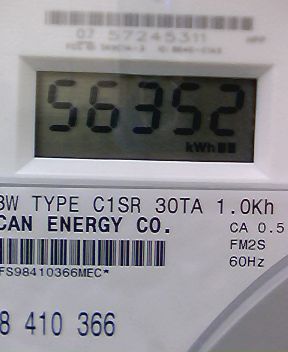 07 57245311
56352
kWh
3W TYPE C1SR 30TA 1.0Kh
CAN ENERGY CO.
CA 0.5
FM2S
60Hz
FS98410366MEC*
8 410 366